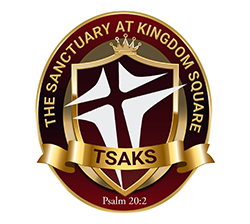 THE SANCTUARY AT KINGDOM SQUARE
TSAKS
Psalm 20:2